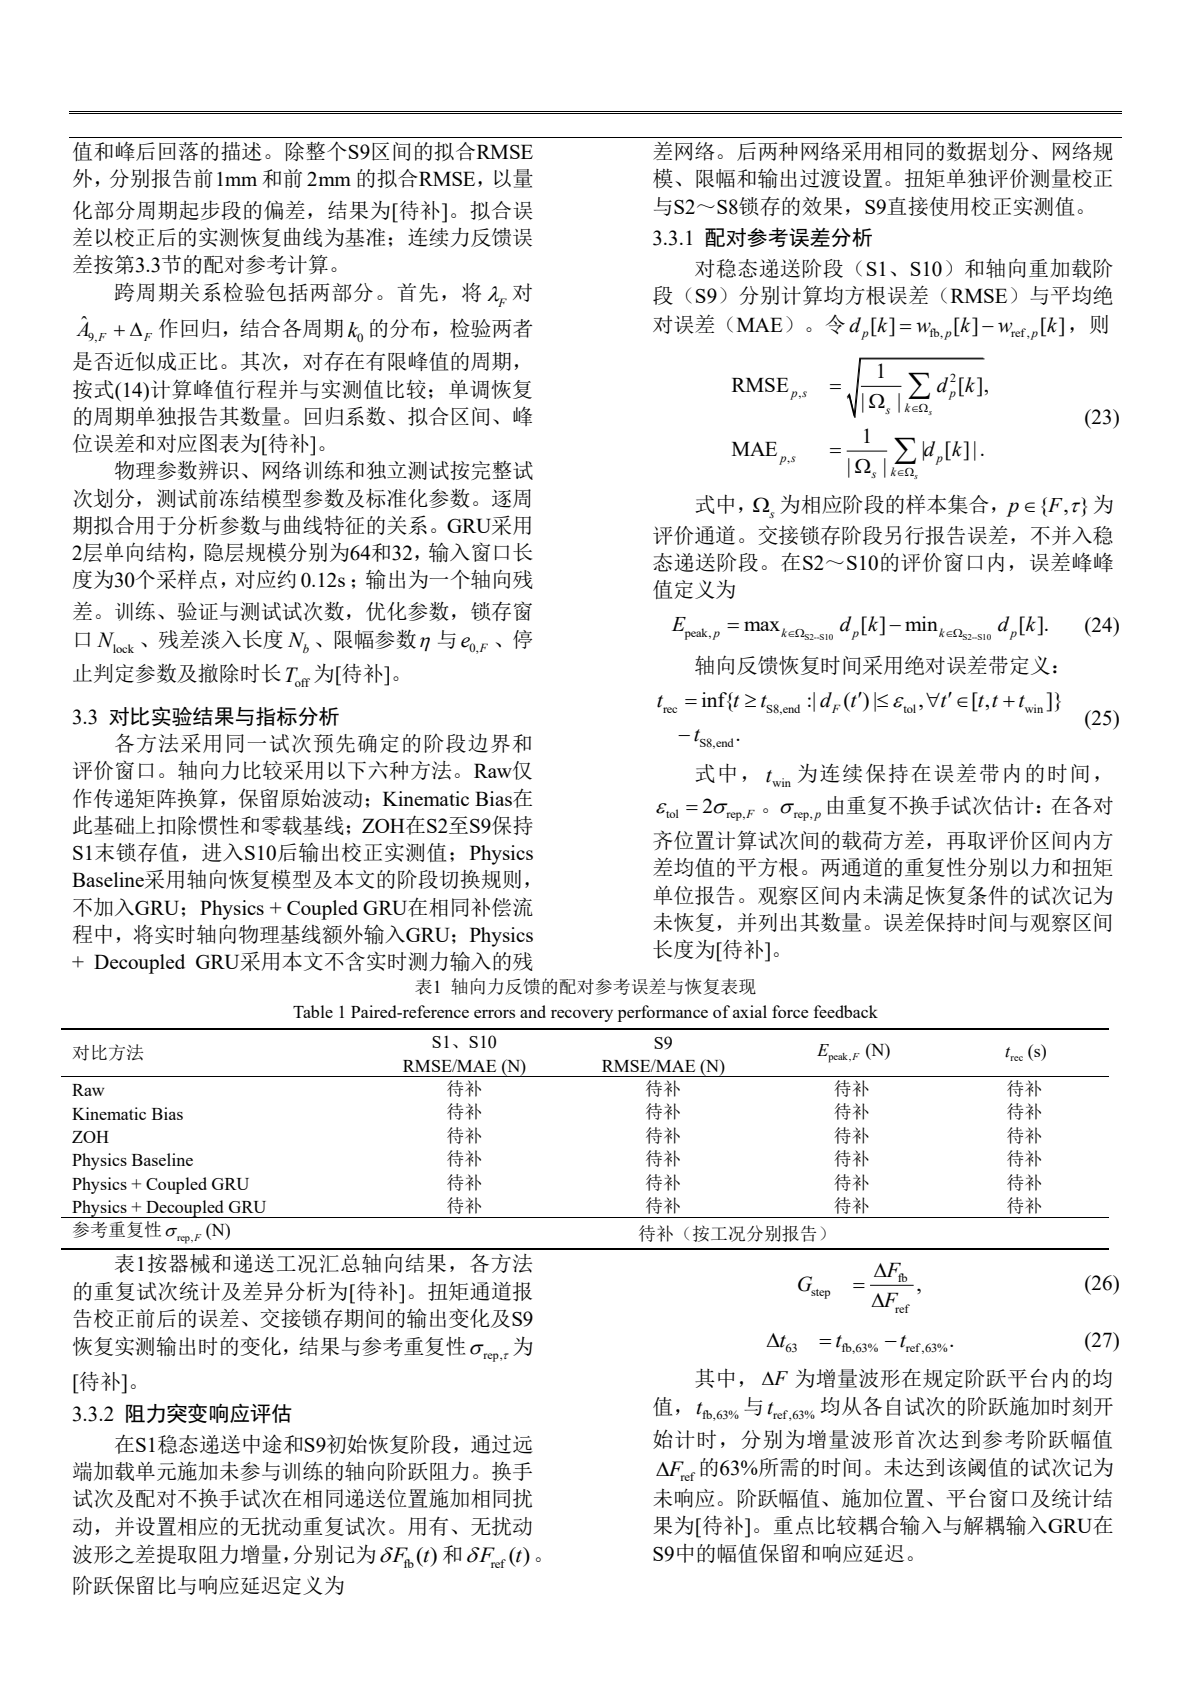 值和峰后回落的描述。除整个S9区间的拟合RMSE
外，分别报告前1mm 和前 2mm 的拟合RMSE，以量
化部分周期起步段的偏差，结果为[待补]。拟合误
差以校正后的实测恢复曲线为基准；连续力反馈误
差按第3.3节的配对参考计算。
跨周期关系检验包括两部分。首先，将 λ_F 对
Â_{9,F} + Δ_F 作回归，结合各周期 k_0 的分布，检验两者
是否近似成正比。其次，对存在有限峰值的周期，
按式(14)计算峰值行程并与实测值比较；单调恢复
的周期单独报告其数量。回归系数、拟合区间、峰
位误差和对应图表为[待补]。
物理参数辨识、网络训练和独立测试按完整试
次划分，测试前冻结模型参数及标准化参数。逐周
期拟合用于分析参数与曲线特征的关系。GRU采用
2层单向结构，隐层规模分别为64和32，输入窗口长
度为30个采样点，对应约 0.12s；输出为一个轴向残
差。训练、验证与测试试次数，优化参数，锁存窗
口 N_lock 、残差淡入长度 N_b 、限幅参数 η 与 e_{0,F} 、停
止判定参数及撤除时长 T_off 为[待补]。
3.3 对比实验结果与指标分析
各方法采用同一试次预先确定的阶段边界和
评价窗口。轴向力比较采用以下六种方法。Raw仅
作传递矩阵换算，保留原始波动；Kinematic Bias在
此基础上扣除惯性和零载基线；ZOH在S2至S9保持
S1末锁存值，进入S10后输出校正实测值；Physics
Baseline采用轴向恢复模型及本文的阶段切换规则，
不加入GRU；Physics + Coupled GRU在相同补偿流
程中，将实时轴向物理基线额外输入GRU；Physics
+ Decoupled GRU采用本文不含实时测力输入的残
差网络。后两种网络采用相同的数据划分、网络规
模、限幅和输出过渡设置。扭矩单独评价测量校正
与S2～S8锁存的效果，S9直接使用校正实测值。
3.3.1 配对参考误差分析
对稳态递送阶段（S1、S10）和轴向重加载阶
段（S9）分别计算均方根误差（RMSE）与平均绝
对误差（MAE）。令 d_p[k] = w_{fb,p}[k] − w_{ref,p}[k]，则
RMSE_{p,s} = √(1/|Ω_s| ∑_{k∈Ω_s} d_p^2[k]),
MAE_{p,s} = 1/|Ω_s| ∑_{k∈Ω_s} |d_p[k]|. (23)
式中，Ω_s 为相应阶段的样本集合，p ∈ {F,τ} 为
评价通道。交接锁存阶段另行报告误差，不并入稳
态递送阶段。在S2～S10的评价窗口内，误差峰峰
值定义为
E_{peak,p} = max_{k∈Ω_{S2–S10}} d_p[k] − min_{k∈Ω_{S2–S10}} d_p[k]. (24)
轴向反馈恢复时间采用绝对误差带定义：
t_rec = inf{t ≥ t_{S8,end} :| d_F(t′) |≤ ε_tol, ∀t′ ∈[t,t + t_win]}
− t_{S8,end}. (25)
式中， t_win 为连续保持在误差带内的时间，
ε_tol = 2σ_{rep,F} 。σ_{rep,p} 由重复不换手试次估计：在各对
齐位置计算试次间的载荷方差，再取评价区间内方
差均值的平方根。两通道的重复性分别以力和扭矩
单位报告。观察区间内未满足恢复条件的试次记为
未恢复，并列出其数量。误差保持时间与观察区间
长度为[待补]。
表1 轴向力反馈的配对参考误差与恢复表现
Table 1 Paired-reference errors and recovery performance of axial force feedback
对比方法 S1、S10 RMSE/MAE (N) S9 RMSE/MAE (N) E_{peak,F} (N) t_rec (s)
Raw 待补 待补 待补 待补
Kinematic Bias 待补 待补 待补 待补
ZOH 待补 待补 待补 待补
Physics Baseline 待补 待补 待补 待补
Physics + Coupled GRU 待补 待补 待补 待补
Physics + Decoupled GRU 待补 待补 待补 待补
参考重复性 σ_{rep,F} (N) 待补（按工况分别报告）
表1按器械和递送工况汇总轴向结果，各方法
的重复试次统计及差异分析为[待补]。扭矩通道报
告校正前后的误差、交接锁存期间的输出变化及S9
恢复实测输出时的变化，结果与参考重复性 σ_{rep,τ} 为
[待补]。
3.3.2 阻力突变响应评估
在S1稳态递送中途和S9初始恢复阶段，通过远
端加载单元施加未参与训练的轴向阶跃阻力。换手
试次及配对不换手试次在相同递送位置施加相同扰
动，并设置相应的无扰动重复试次。用有、无扰动
波形之差提取阻力增量，分别记为 δF_fb(t) 和 δF_ref(t) 。
阶跃保留比与响应延迟定义为
G_step = ΔF_fb / ΔF_ref , (26)
Δt_63 = t_{fb,63%} − t_{ref,63%}. (27)
其中， ΔF 为增量波形在规定阶跃平台内的均
值， t_{fb,63%} 与 t_{ref,63%} 均从各自试次的阶跃施加时刻开
始计时，分别为增量波形首次达到参考阶跃幅值
ΔF_ref 的63%所需的时间。未达到该阈值的试次记为
未响应。阶跃幅值、施加位置、平台窗口及统计结
果为[待补]。重点比较耦合输入与解耦输入GRU在
S9中的幅值保留和响应延迟。